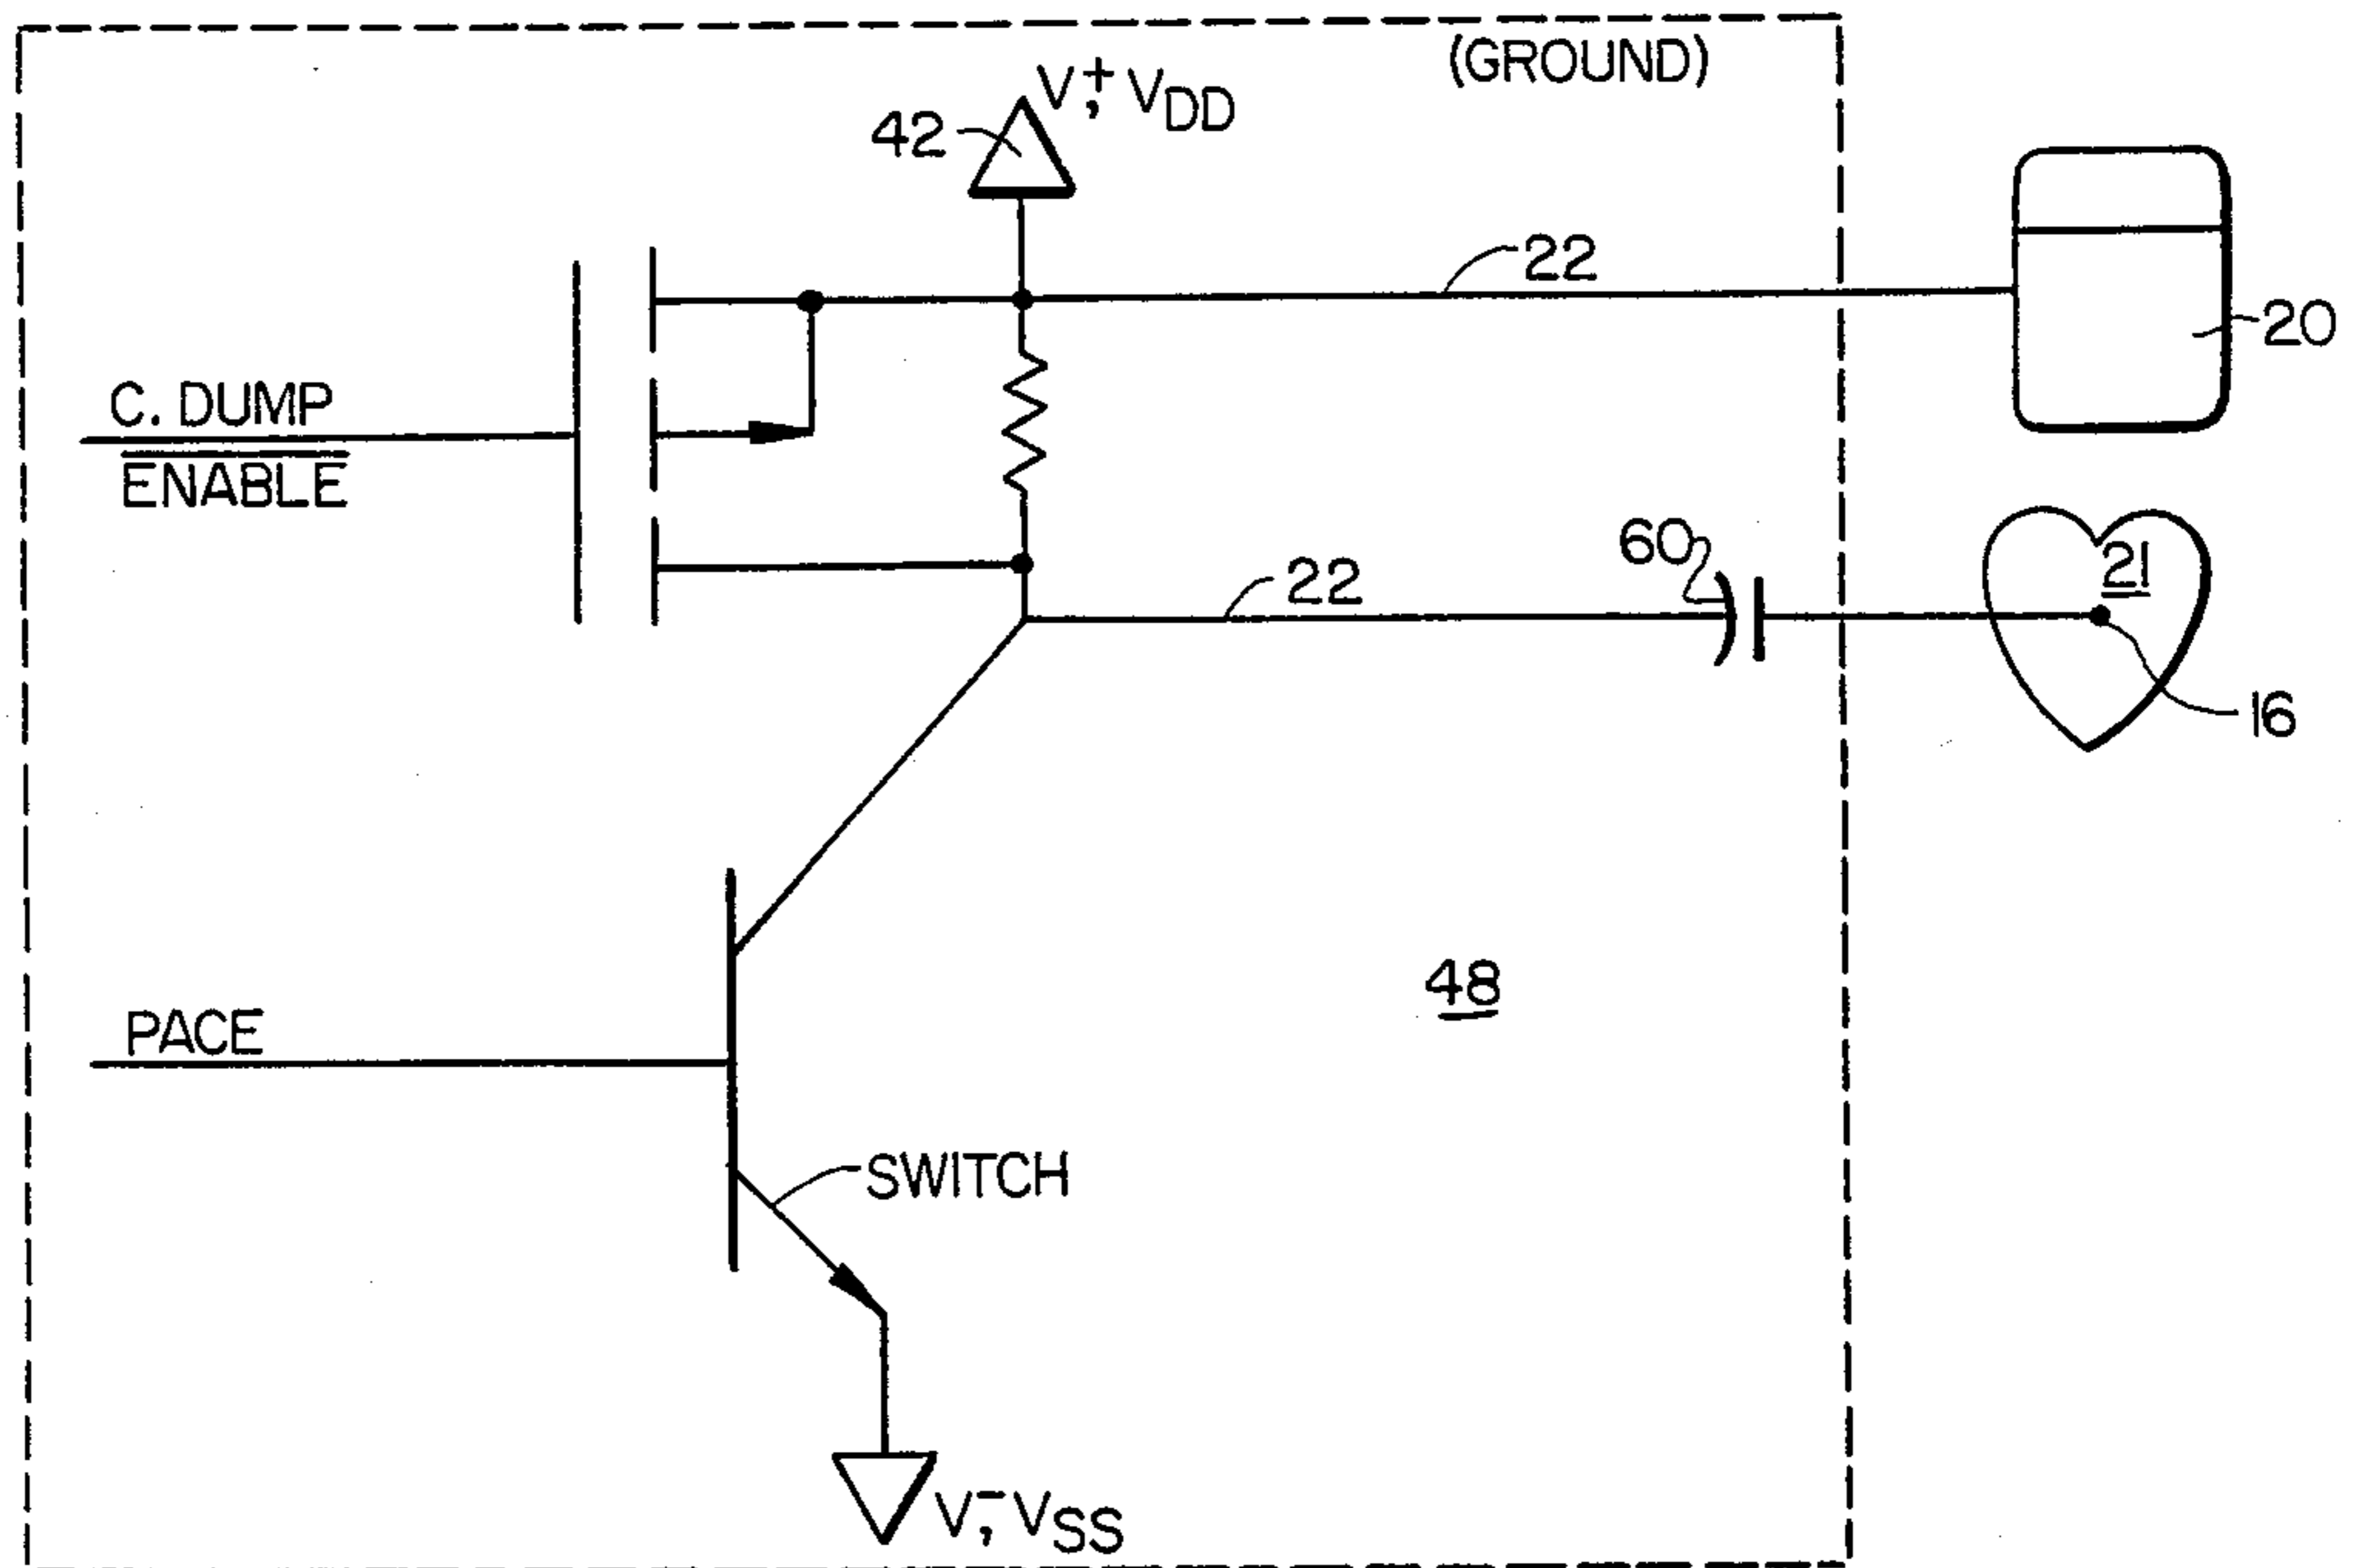 (GROUND)
V⁺, VDD
42
22
20
C. DUMP
ENABLE
60
21
22
16
48
PACE
SWITCH
V⁻, VSS